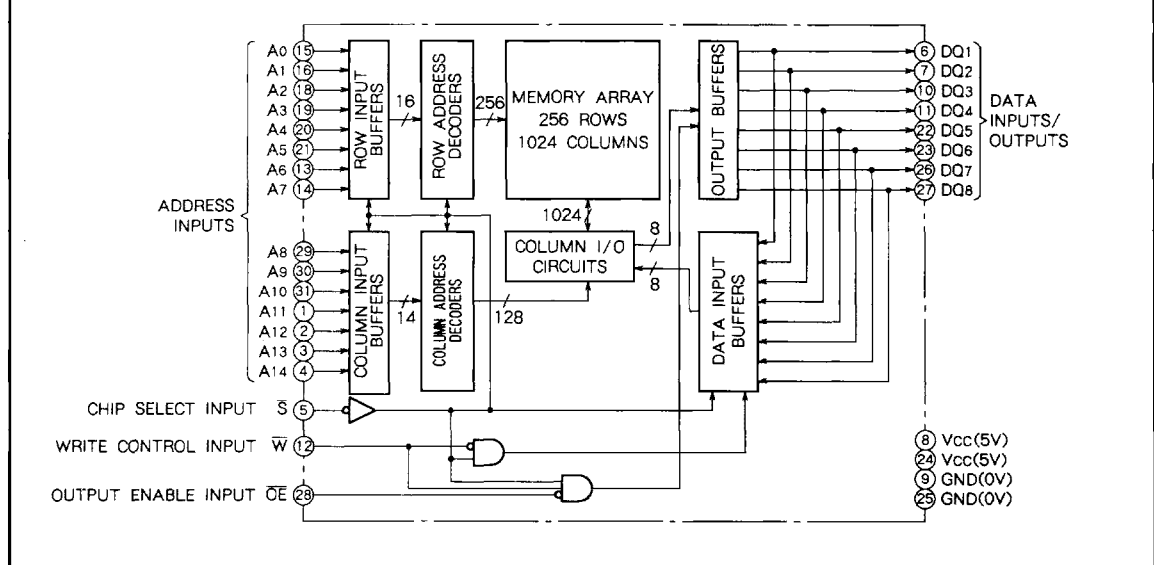 A0 15
A1 16
A2 18
A3 19
A4 20
A5 21
A6 13
A7 14
ADDRESS
INPUTS
A8 29
A9 30
A10 31
A11 1
A12 2
A13 3
A14 4
ROW INPUT
BUFFERS
16
ROW ADDRESS
DECODERS
256
MEMORY ARRAY
256 ROWS
1024 COLUMNS
1024
COLUMN INPUT
BUFFERS
14
COLUMN ADDRESS
DECODERS
128
COLUMN I/O
CIRCUITS
8
8
OUTPUT BUFFERS
DATA INPUT
BUFFERS
6 DQ1
7 DQ2
10 DQ3
11 DQ4
22 DQ5
23 DQ6
26 DQ7
27 DQ8
DATA
INPUTS/
OUTPUTS
CHIP SELECT INPUT S̅ 5
WRITE CONTROL INPUT W̅ 12
OUTPUT ENABLE INPUT O̅E̅ 28
8 Vcc(5V)
24 Vcc(5V)
9 GND(0V)
25 GND(0V)